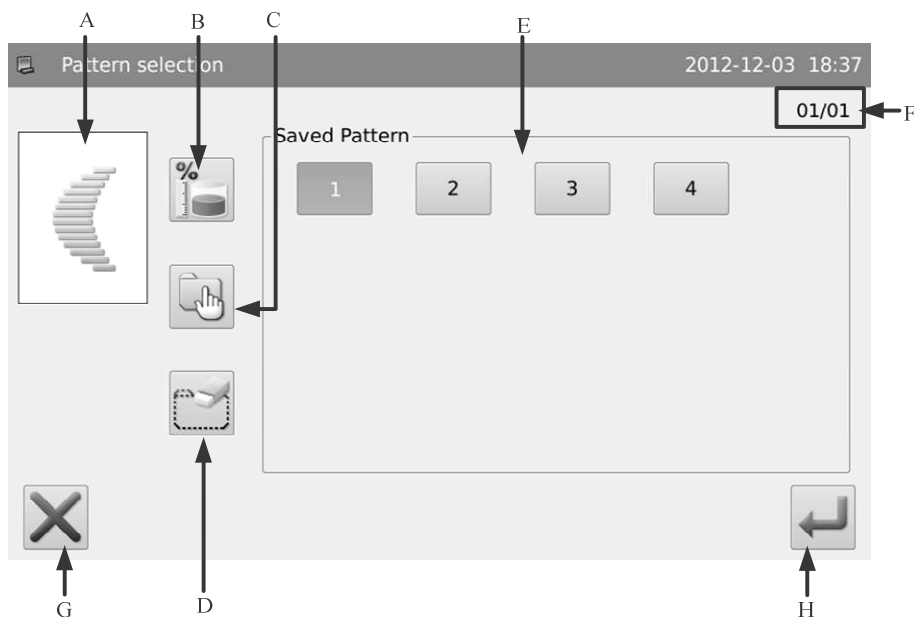 A B C E
Pattern selection 2012-12-03 18:37
01/01 F
Saved Pattern
%
1 2 3 4
G D H